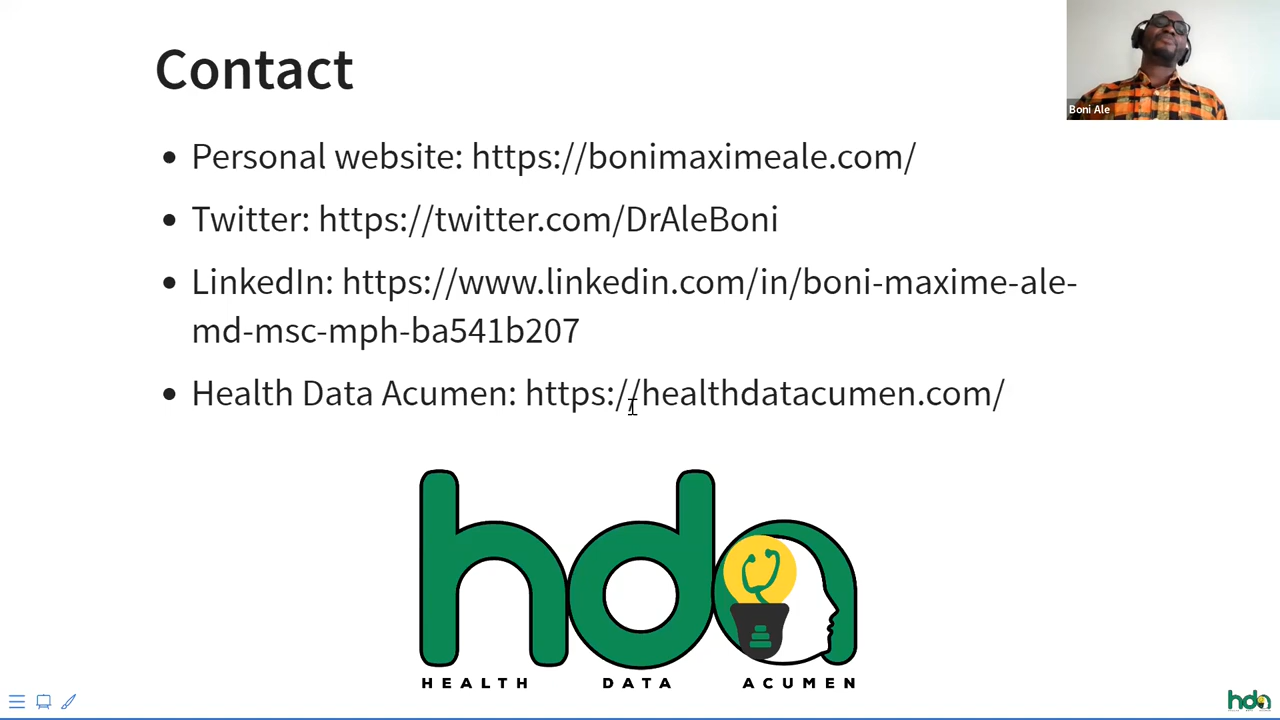 Contact
Boni Ale
Personal website: https://bonimaximeale.com/
Twitter: https://twitter.com/DrAleBoni
LinkedIn: https://www.linkedin.com/in/boni-maxime-ale-
md-msc-mph-ba541b207
Health Data Acumen: https://healthdatacumen.com/
hda
HEALTH DATA ACUMEN
hda